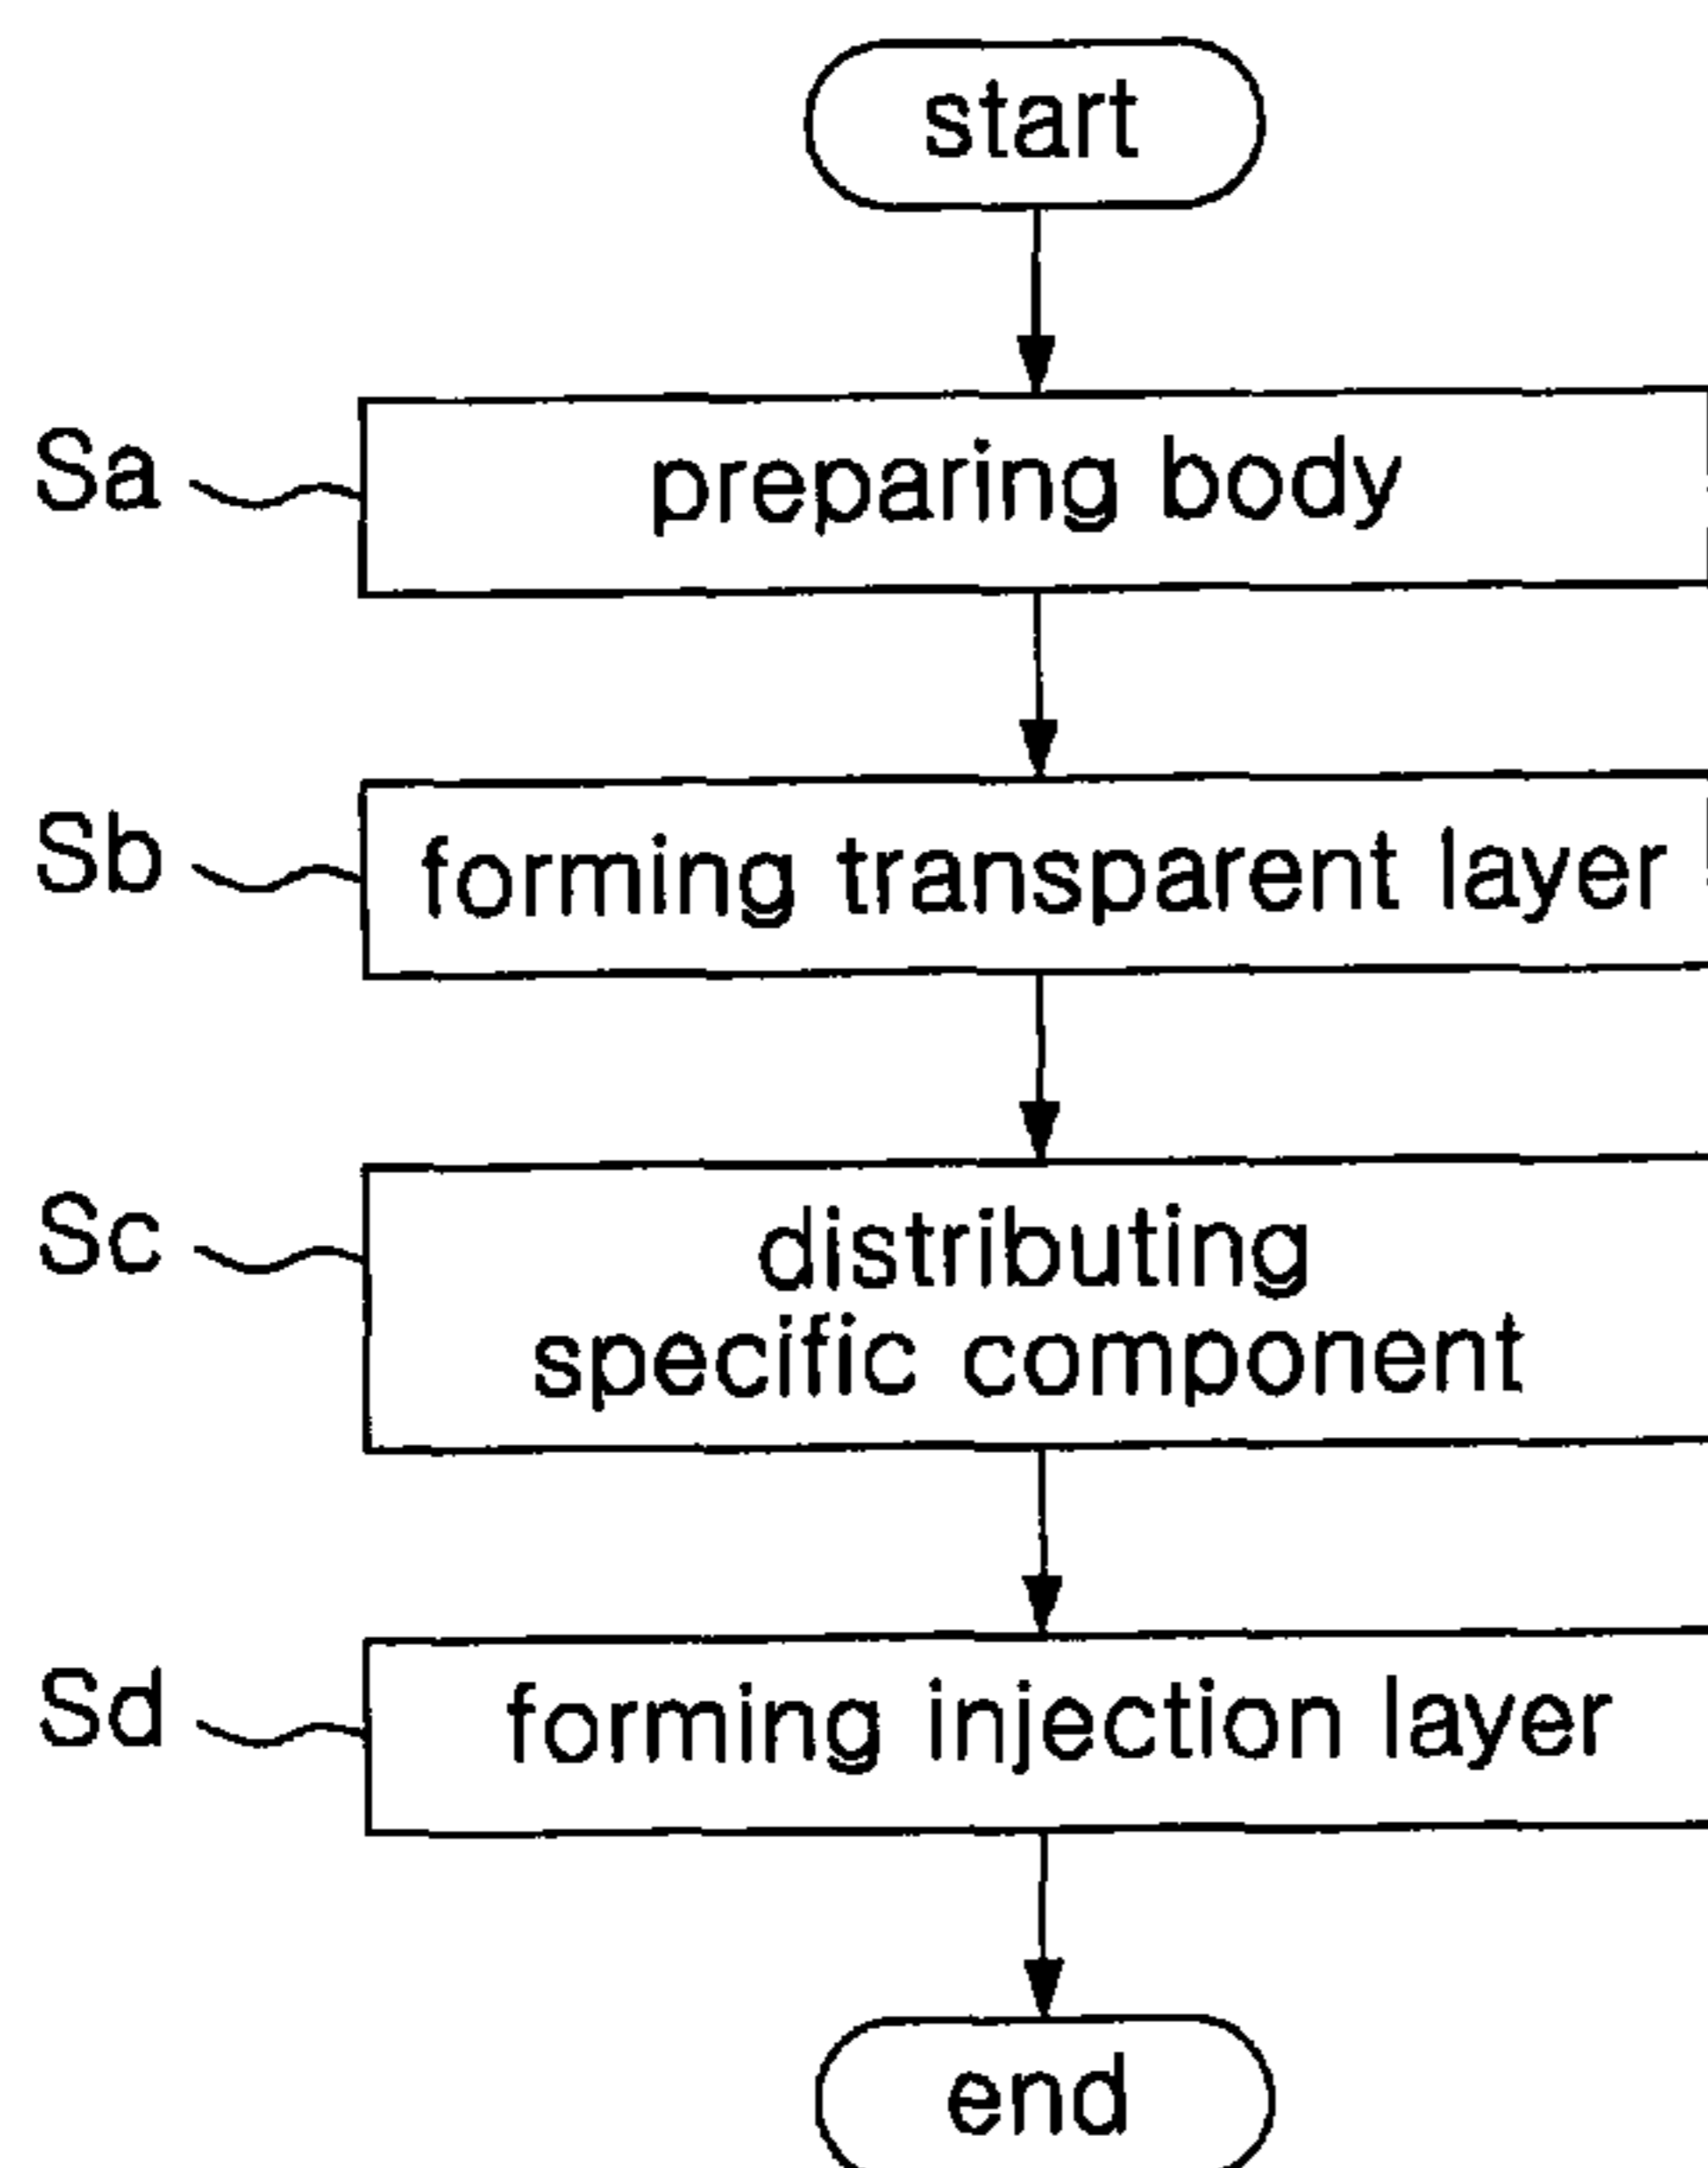 start
Sa
preparing body
Sb
forming transparent layer
Sc
distributing
specific component
Sd
forming injection layer
end